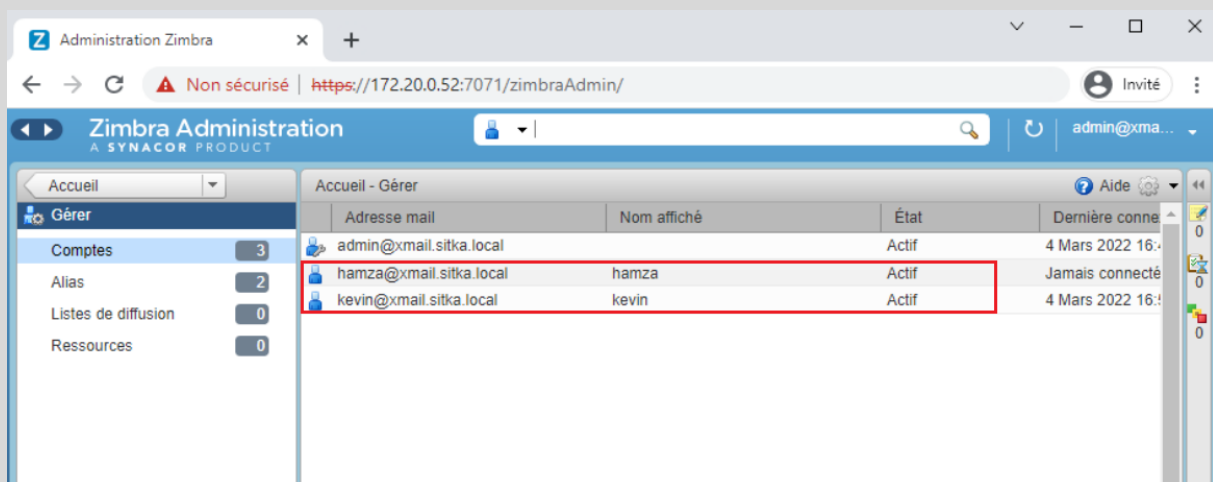 Administration Zimbra
Non sécurisé https://172.20.0.52:7071/zimbraAdmin/ Invité
Zimbra Administration admin@xma...
A SYNACOR PRODUCT
Accueil Accueil - Gérer Aide
Gérer Adresse mail Nom affiché État Dernière conne
0
Comptes 3 admin@xmail.sitka.local Actif 4 Mars 2022 16:
Alias 2 hamza@xmail.sitka.local hamza Actif Jamais connecté
0
Listes de diffusion 0 kevin@xmail.sitka.local kevin Actif 4 Mars 2022 16:
Ressources 0
0